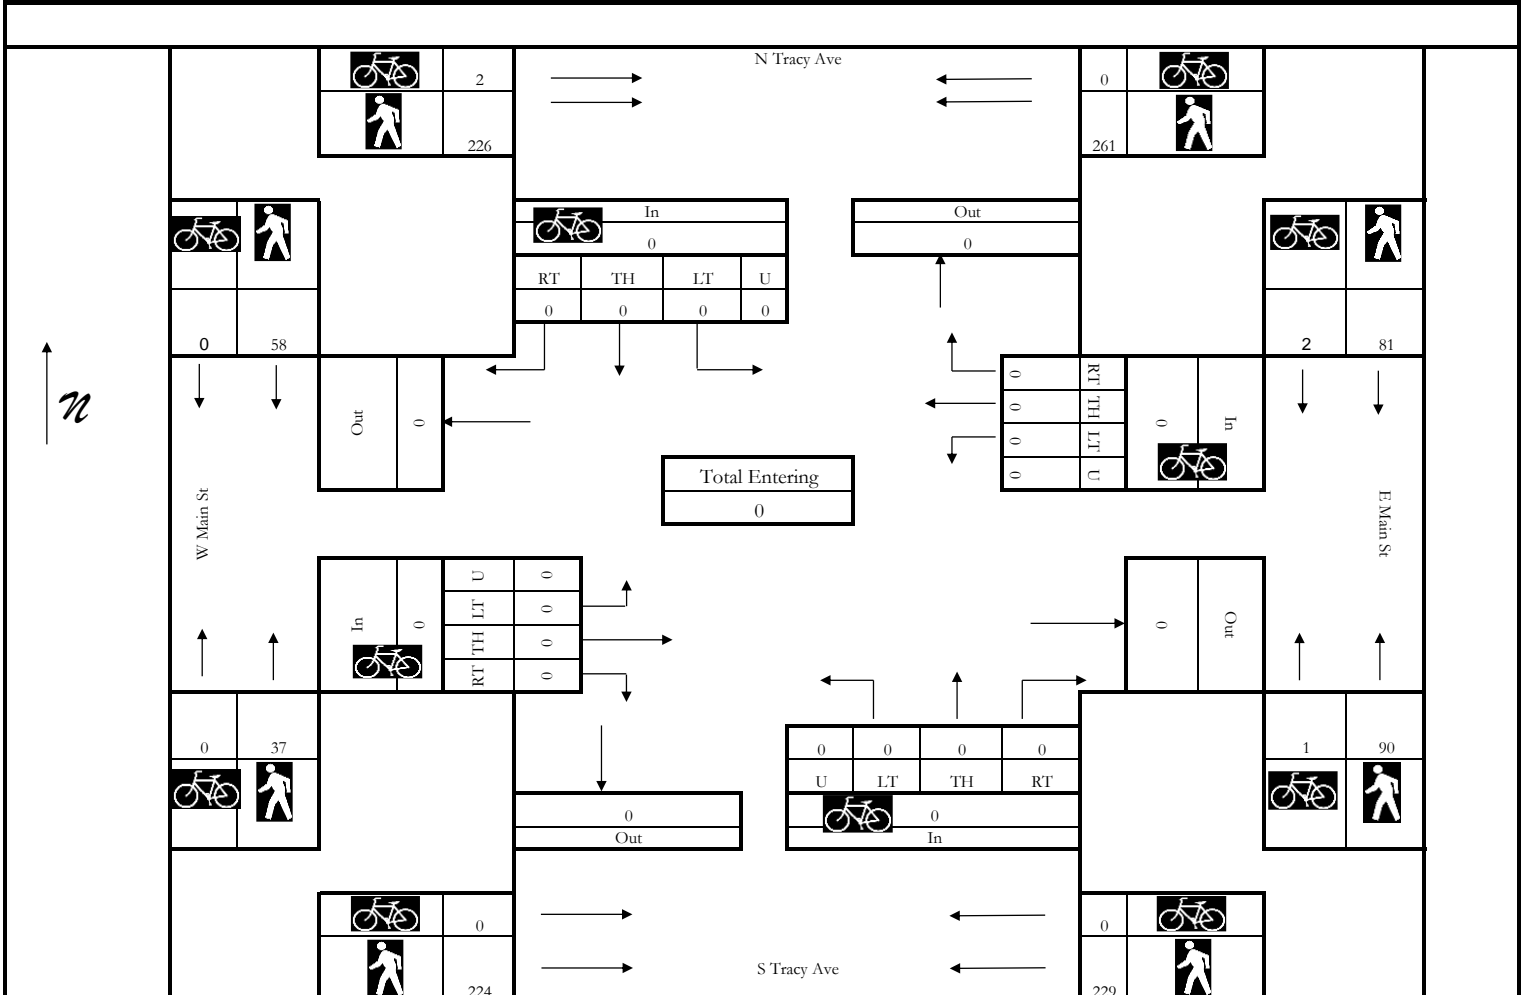 N Tracy Ave
2
0
226
261
In
0
Out
0
RT TH LT U
0 0 0 0
0 58
2 81
N
Out 0
0 RT
0 TH
0 LT
0 U
0 In
Total Entering
0
W Main St
E Main St
In 0
U 0
LT 0
TH 0
RT 0
0 Out
0 37
0 0 0 0
U LT TH RT
1 90
0
Out
0
In
0
0
S Tracy Ave
224
229